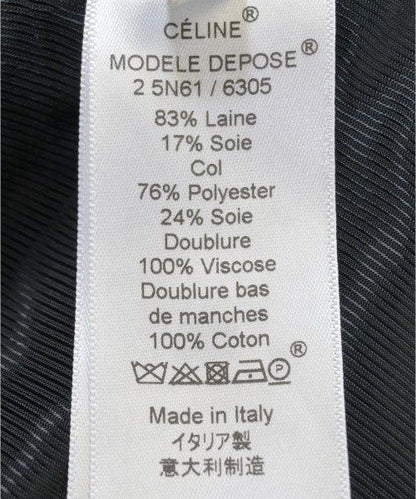 CÉLINE®
MODELE DEPOSE®
2 5N61 / 6305
83% Laine
17% Soie
Col
76% Polyester
24% Soie
Doublure
100% Viscose
Doublure bas
de manches
100% Coton
P ®
Made in Italy
イタリア製
意大利制造